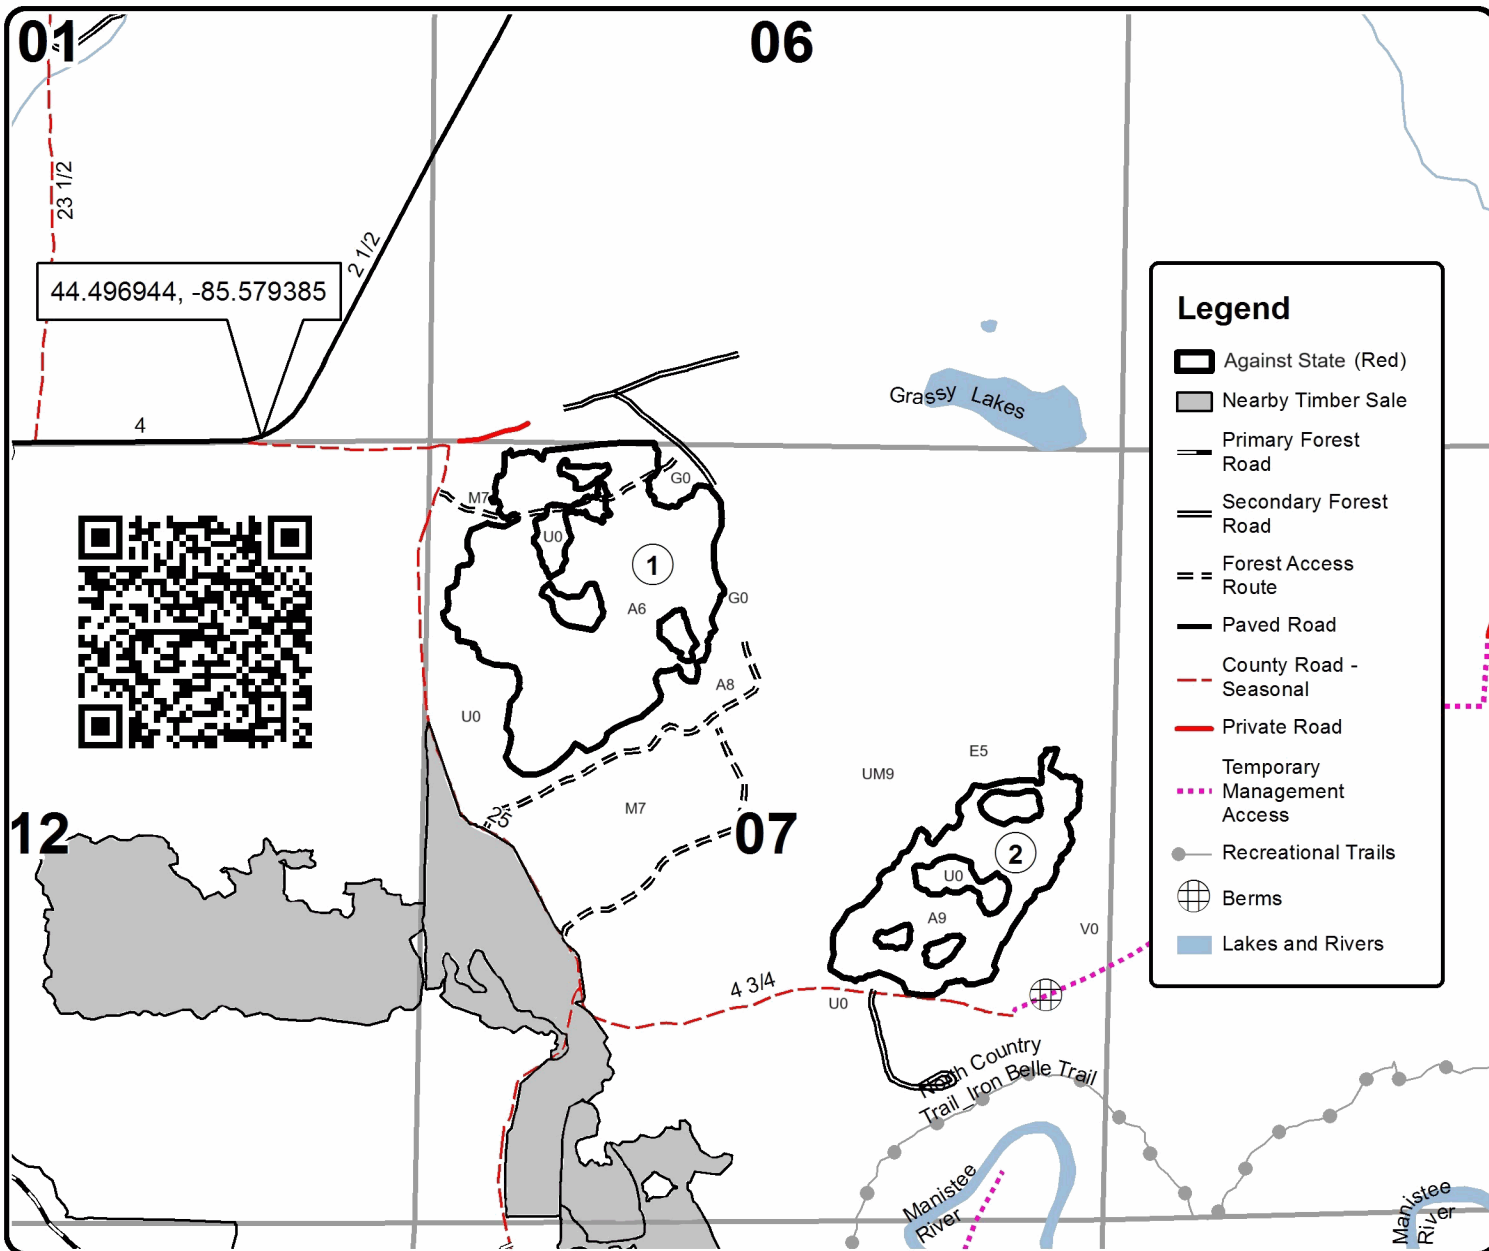 01
06
23 1/2
2 1/2
44.496944, -85.579385
4
Grassy Lakes
M7
G0
U0
1
A6
G0
A8
U0
E5
UM9
25
M7
12
07
2
U0
A9
V0
4 3/4
U0
North Country
Trail_Iron Belle Trail
Manistee
River
Manistee
River
Legend
Against State (Red)
Nearby Timber Sale
Primary Forest
Road
Secondary Forest
Road
Forest Access
Route
Paved Road
County Road -
Seasonal
Private Road
Temporary
Management
Access
Recreational Trails
Berms
Lakes and Rivers